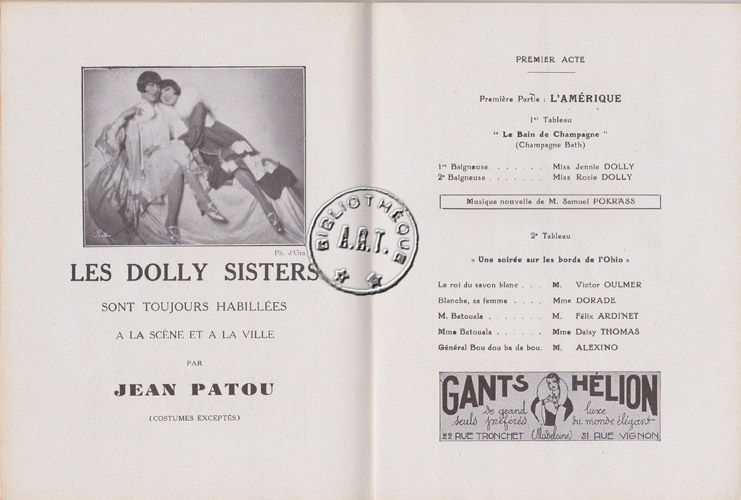 Ph. d'Ora
LES DOLLY SISTERS
SONT TOUJOURS HABILLÉES
A LA SCÈNE ET A LA VILLE
PAR
JEAN PATOU
(COSTUMES EXCEPTÉS)
BIBLIOTHÈQUE
A.R.T.
PREMIER ACTE
Première Partie : L'AMÉRIQUE
1er Tableau
" Le Bain de Champagne "
(Champagne Bath)
1re Baigneuse . . . . . . . Miss Jennie DOLLY
2e Baigneuse . . . . . . . Miss Rosie DOLLY
Musique nouvelle de M. Samuel POKRASS
2e Tableau
« Une soirée sur les bords de l'Ohio »
Le roi du savon blanc . . . M. Victor OULMER
Blanche, sa femme . . . . Mme DORADE
M. Batouala . . . . . . . M. Félix ARDINET
Mme Batouala . . . . . . Mme Daisy THOMAS
Général Bou dou ba da bou. M. ALEXINO
GANTS HÉLION
de grand luxe
seuls préférés du monde élégant
22 RUE TRONCHET (Madeleine) 31 RUE VIGNON